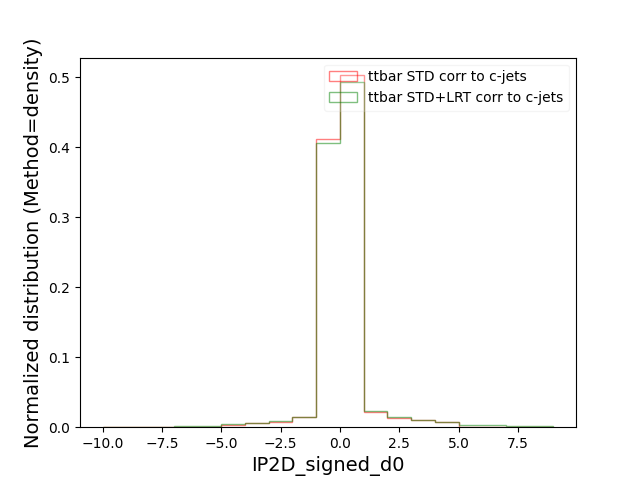 ttbar STD corr to c-jets
ttbar STD+LRT corr to c-jets
Normalized distribution (Method=density)
0.5
0.4
0.3
0.2
0.1
0.0
−10.0 −7.5 −5.0 −2.5 0.0 2.5 5.0 7.5
IP2D_signed_d0